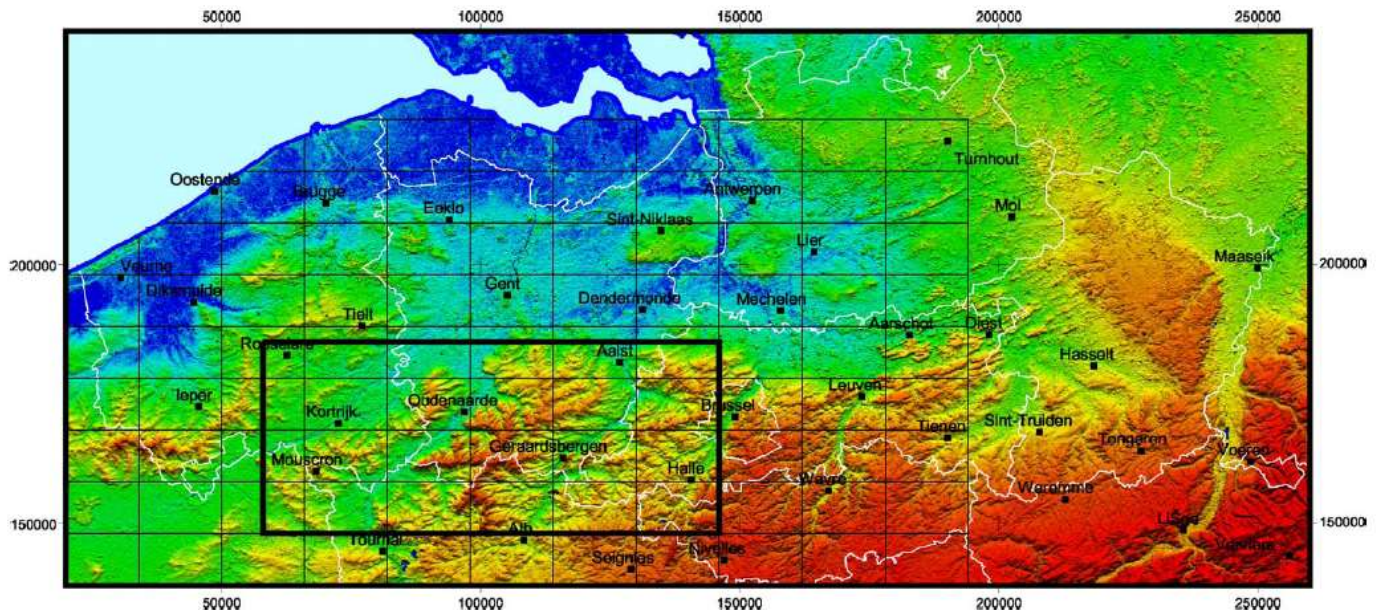 50000 100000 150000 200000 250000
Turnhout
Oostende
Brugge
Antwerpen
Eeklo
Mol
Sint-Niklaas
Lier
200000 Veurne Maaseik 200000
Gent
Diksmuide Dendermonde Mechelen
Tielt
Aarschot Diest
Roeselare
Aalst Hasselt
Leuven
Ieper Oudenaarde
Kortrijk Brussel Sint-Truiden
Tienen
Geraardsbergen Tongeren
Mouscron Halle Voeren
Wavre Waremme
150000 150000
Ath
Tournai Nivelles
Soignies
50000 100000 150000 200000 250000